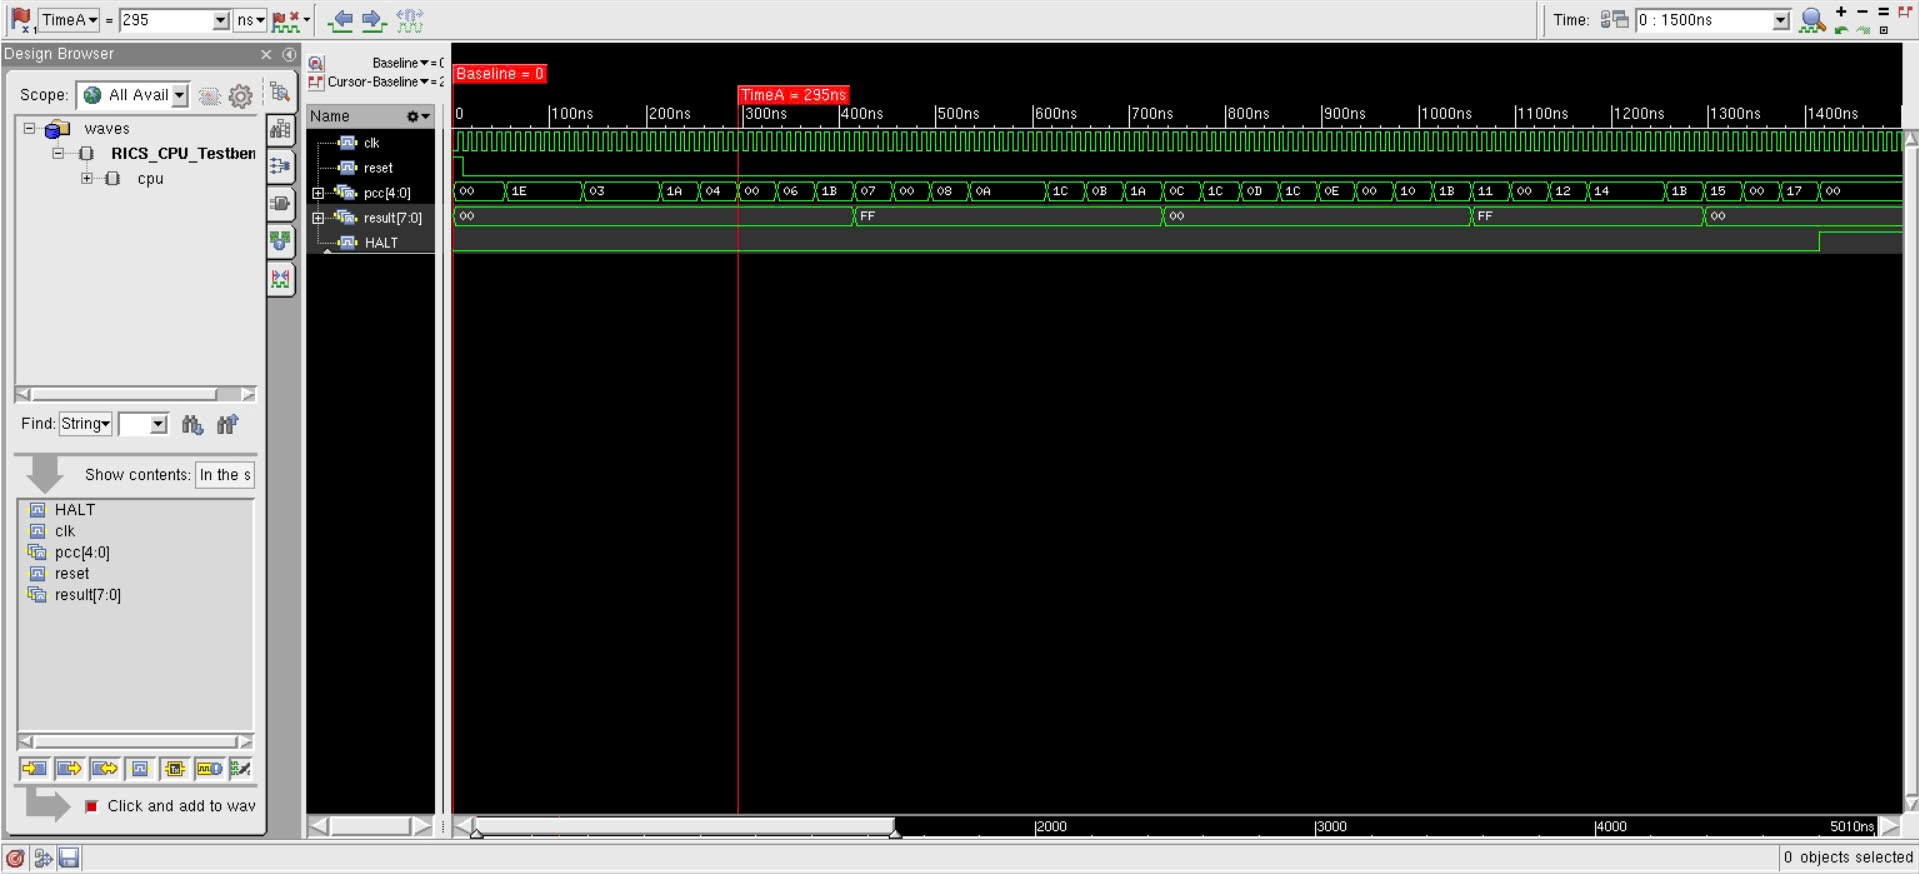 TimeA = 295 ns
Time: 0 : 1500ns
Design Browser
Scope: All Avail
waves
RICS_CPU_Testben
cpu
Find: String
Show contents: In the s
HALT
clk
pcc[4:0]
reset
result[7:0]
Click and add to wav
Baseline = 0
Cursor-Baseline = 2
Name
clk
reset
pcc[4:0]
result[7:0]
HALT
Baseline = 0
TimeA = 295ns
0 100ns 200ns 300ns 400ns 500ns 600ns 700ns 800ns 900ns 1000ns 1100ns 1200ns 1300ns 1400ns
00 1E 03 1A 04 00 06 1B 07 00 08 0A 1C 0B 1A 0C 1C 0D 1C 0E 00 10 1B 11 00 12 14 1B 15 00 17 00
00 FF 00 FF 00
2000 3000 4000 5010ns
0 objects selected